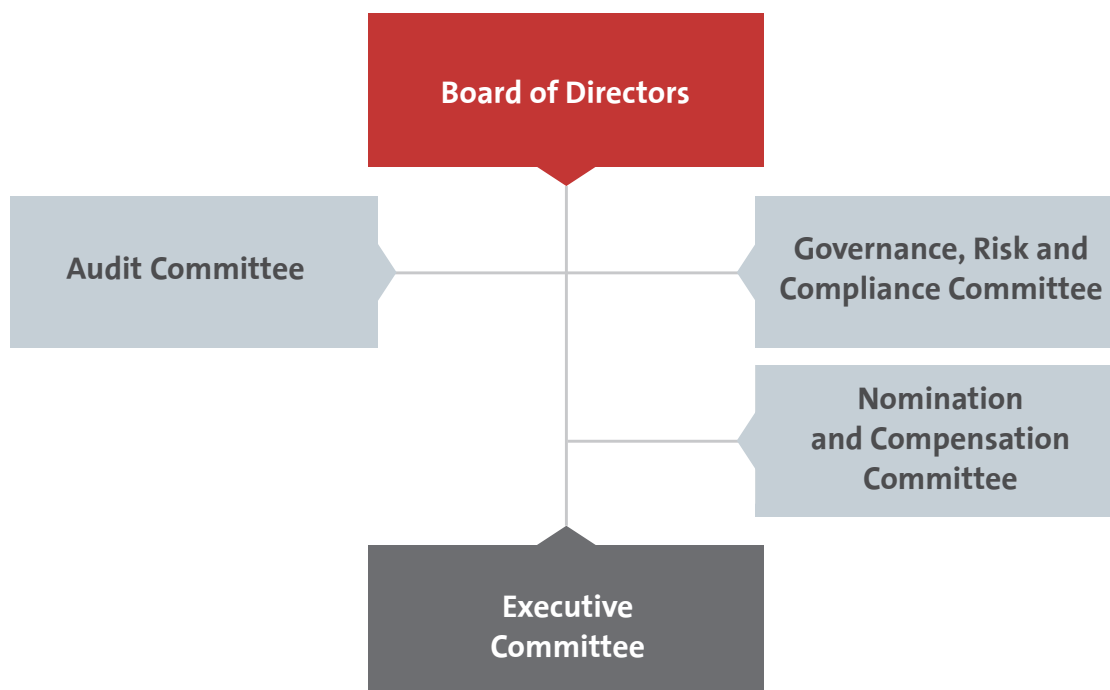 Board of Directors
Audit Committee
Governance, Risk and
Compliance Committee
Nomination
and Compensation
Committee
Executive
Committee